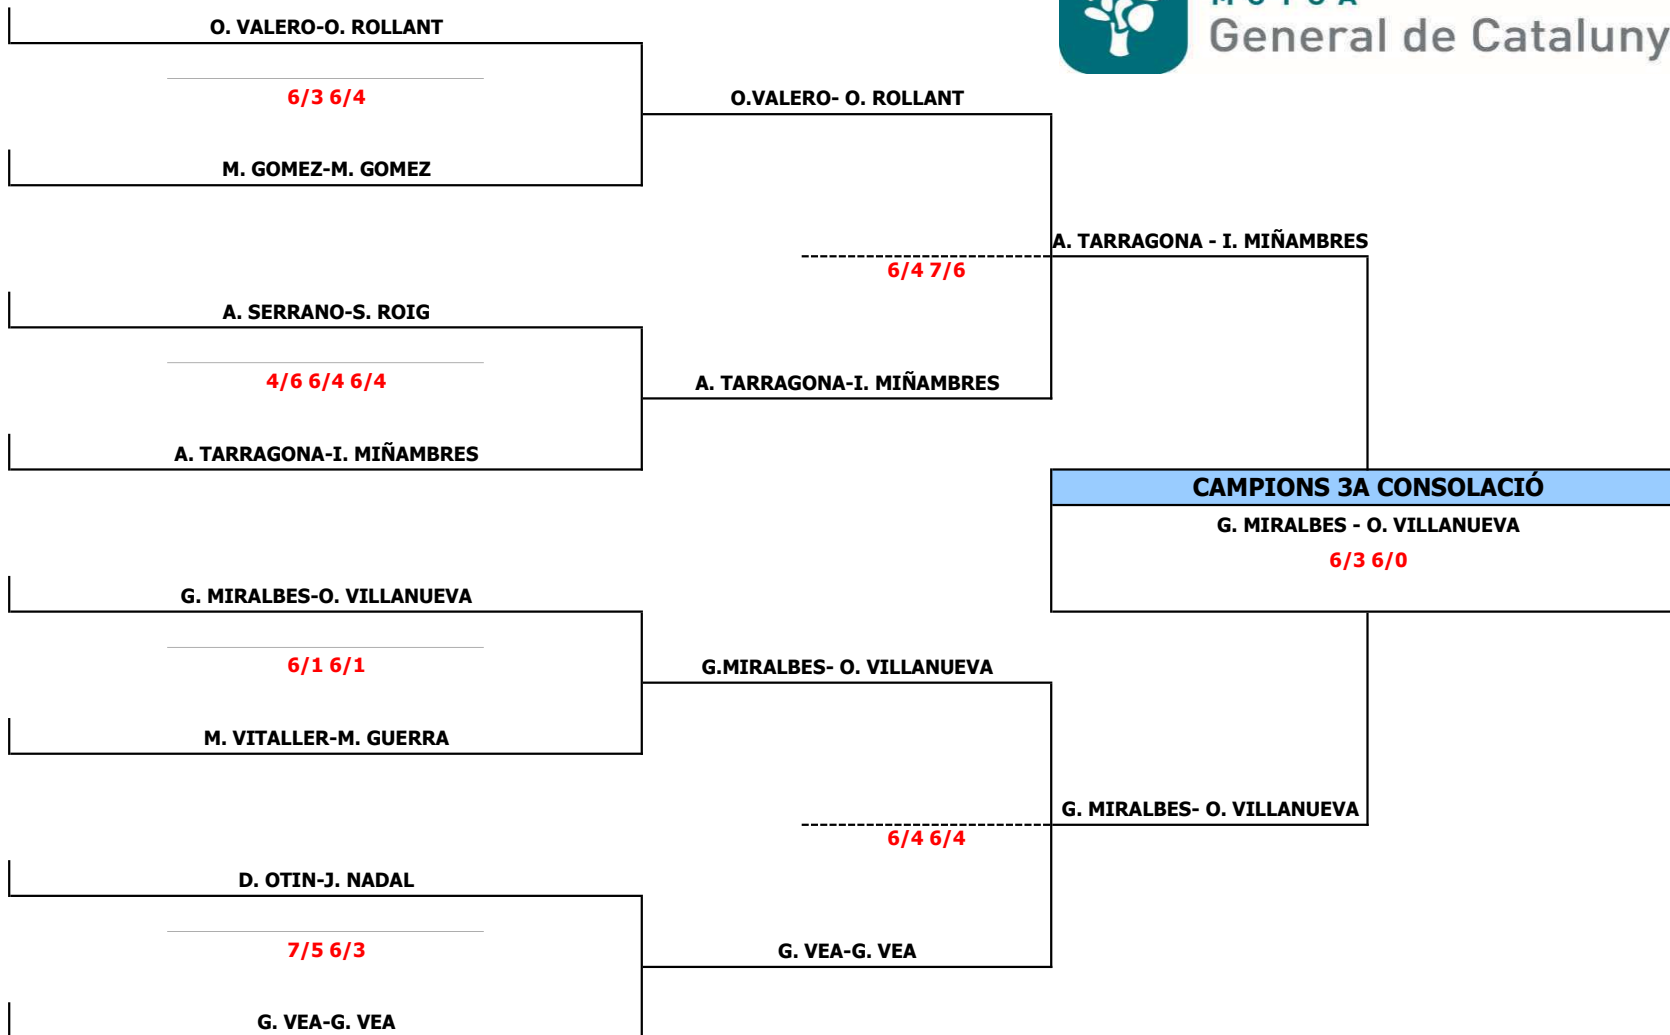 General de Cataluny
O. VALERO-O. ROLLANT
6/3 6/4
O.VALERO- O. ROLLANT
M. GOMEZ-M. GOMEZ
A. TARRAGONA - I. MIÑAMBRES
6/4 7/6
A. SERRANO-S. ROIG
4/6 6/4 6/4
A. TARRAGONA-I. MIÑAMBRES
A. TARRAGONA-I. MIÑAMBRES
CAMPIONS 3A CONSOLACIÓ
G. MIRALBES - O. VILLANUEVA
6/3 6/0
G. MIRALBES-O. VILLANUEVA
6/1 6/1
G.MIRALBES- O. VILLANUEVA
M. VITALLER-M. GUERRA
G. MIRALBES- O. VILLANUEVA
6/4 6/4
D. OTIN-J. NADAL
7/5 6/3
G. VEA-G. VEA
G. VEA-G. VEA